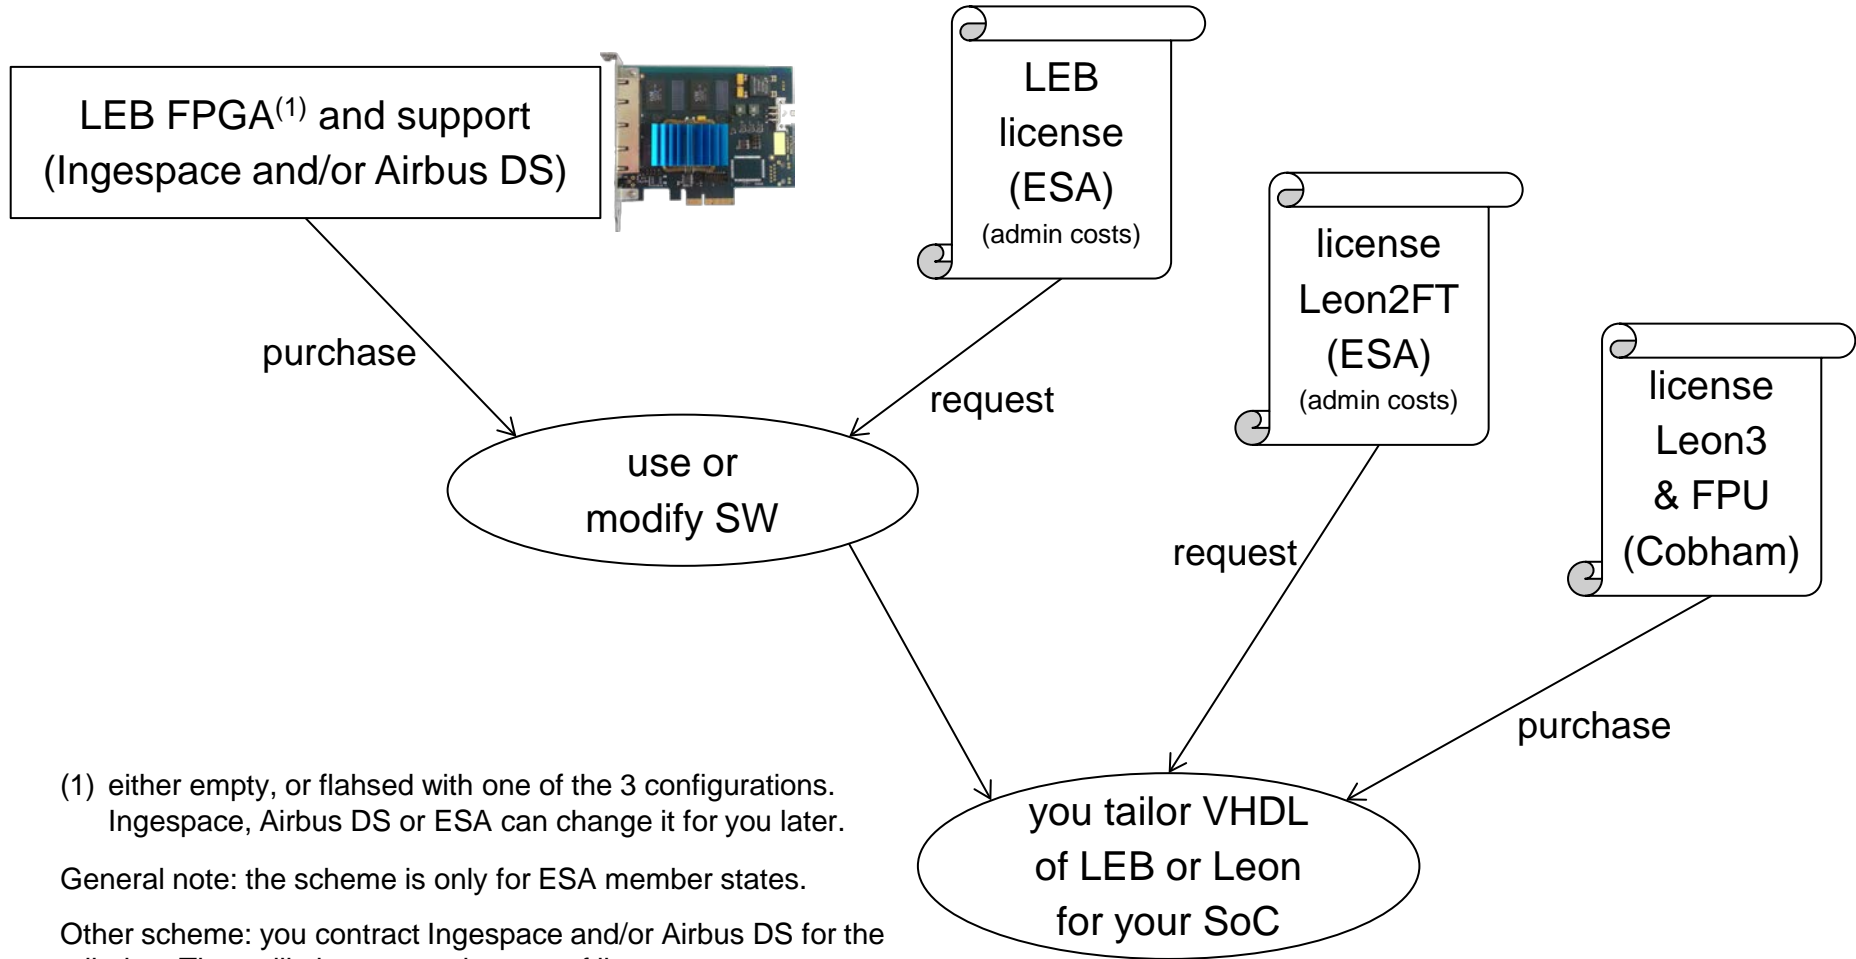 LEB FPGA(1) and support
(Ingespace and/or Airbus DS)
LEB
license
(ESA)
(admin costs)
license
Leon2FT
(ESA)
(admin costs)
license
Leon3
& FPU
(Cobham)
purchase
request
use or
modify SW
request
purchase
you tailor VHDL
of LEB or Leon
for your SoC
(1) either empty, or flahsed with one of the 3 configurations.
Ingespace, Airbus DS or ESA can change it for you later.
General note: the scheme is only for ESA member states.
Other scheme: you contract Ingespace and/or Airbus DS for the